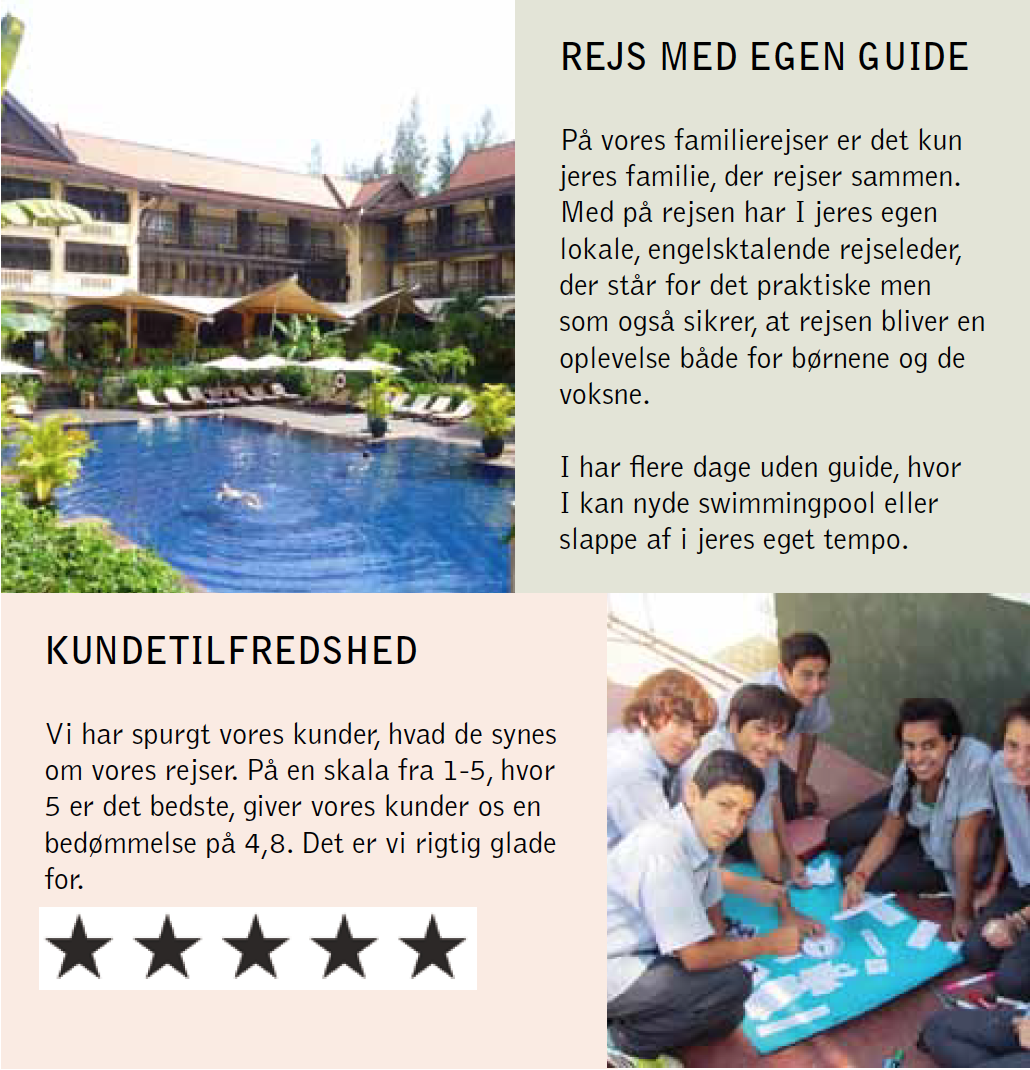 REJS MED EGEN GUIDE
På vores familierejser er det kun
jeres familie, der rejser sammen.
Med på rejsen har I jeres egen
lokale, engelsktalende rejseleder,
der står for det praktiske men
som også sikrer, at rejsen bliver en
oplevelse både for børnene og de
voksne.
I har flere dage uden guide, hvor
I kan nyde swimmingpool eller
slappe af i jeres eget tempo.
KUNDETILFREDSHED
Vi har spurgt vores kunder, hvad de synes
om vores rejser. På en skala fra 1-5, hvor
5 er det bedste, giver vores kunder os en
bedømmelse på 4,8. Det er vi rigtig glade
for.